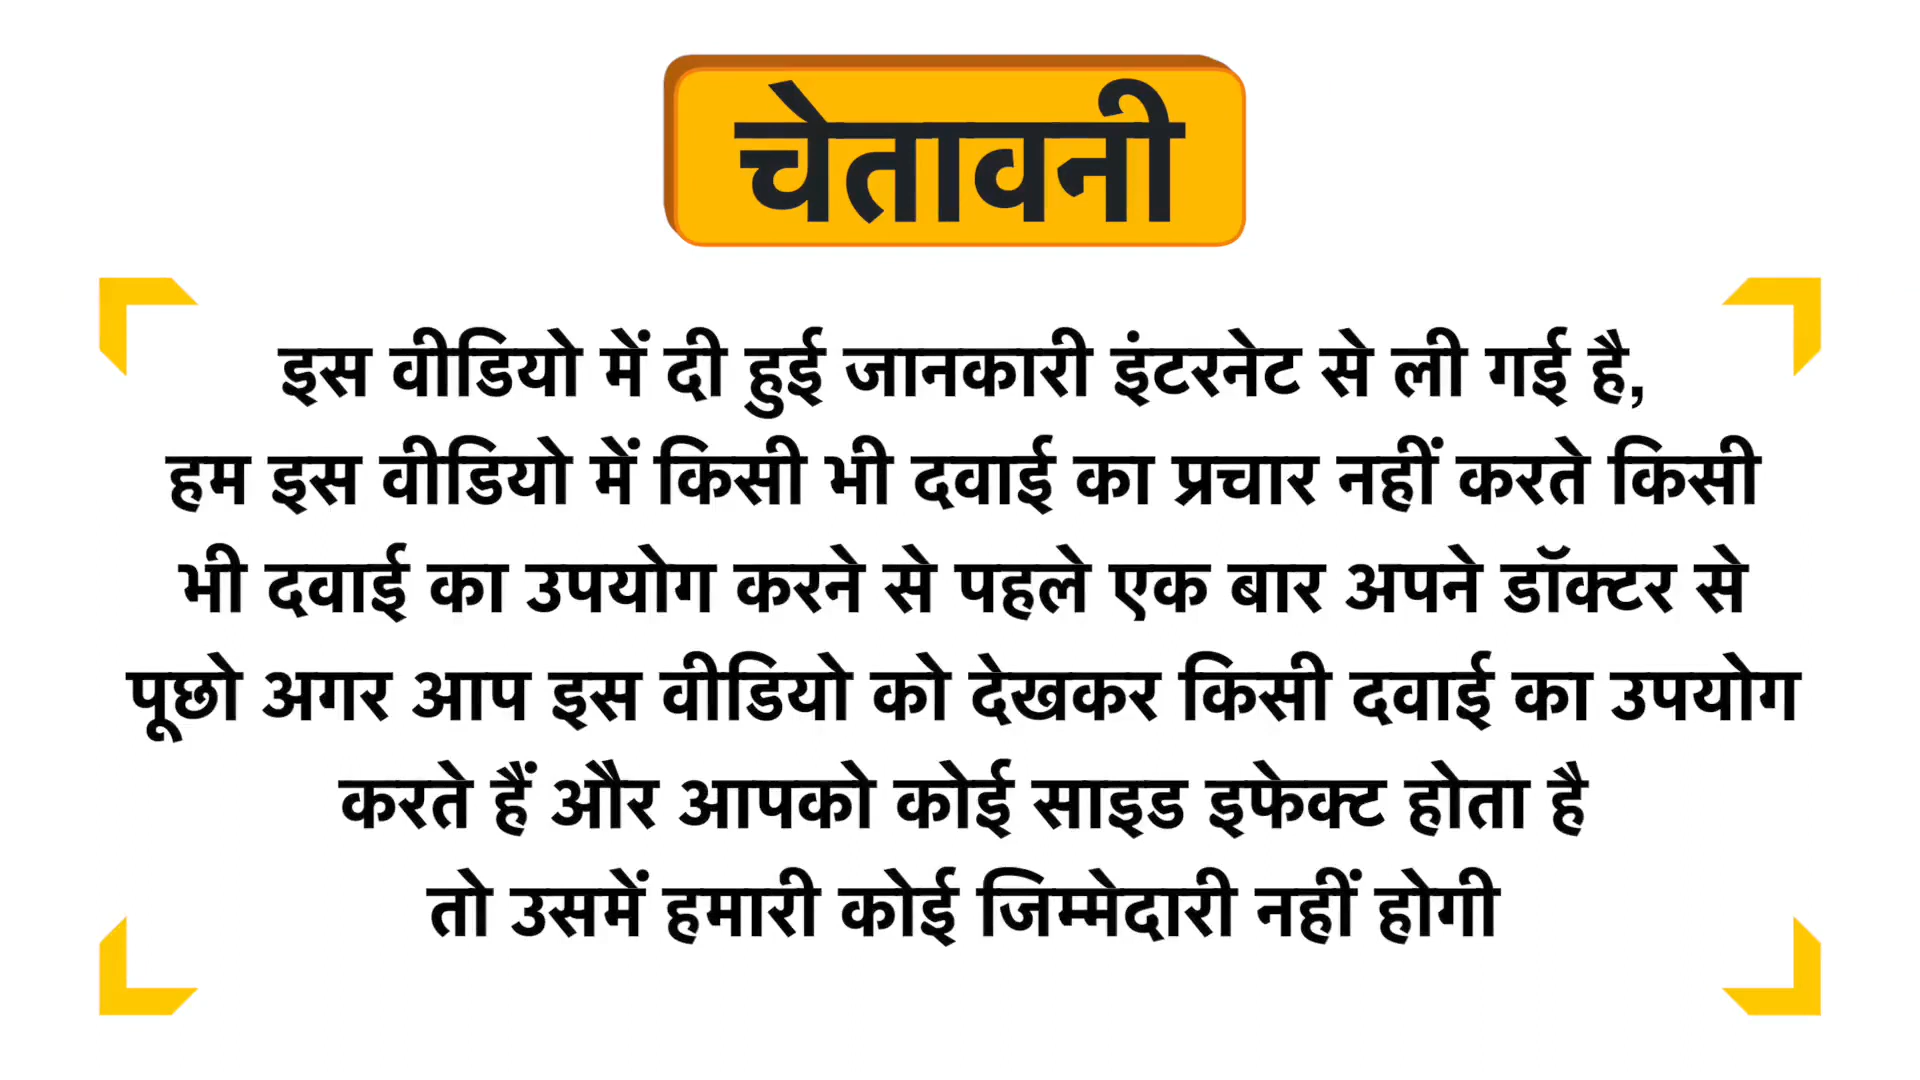 चेतावनी
इस वीडियो में दी हुई जानकारी इंटरनेट से ली गई है,
हम इस वीडियो में किसी भी दवाई का प्रचार नहीं करते किसी
भी दवाई का उपयोग करने से पहले एक बार अपने डॉक्टर से
पूछो अगर आप इस वीडियो को देखकर किसी दवाई का उपयोग
करते हैं और आपको कोई साइड इफेक्ट होता है
तो उसमें हमारी कोई जिम्मेदारी नहीं होगी